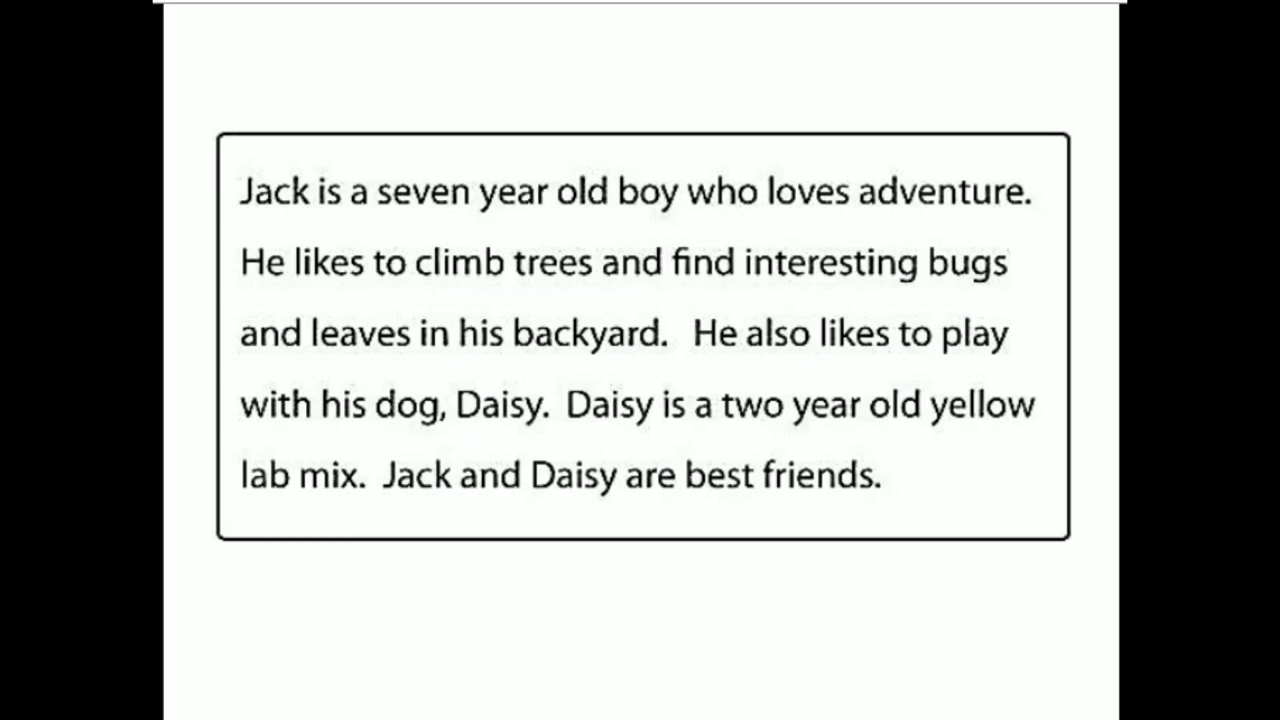 Jack is a seven year old boy who loves adventure.
He likes to climb trees and find interesting bugs
and leaves in his backyard.  He also likes to play
with his dog, Daisy.  Daisy is a two year old yellow
lab mix.  Jack and Daisy are best friends.